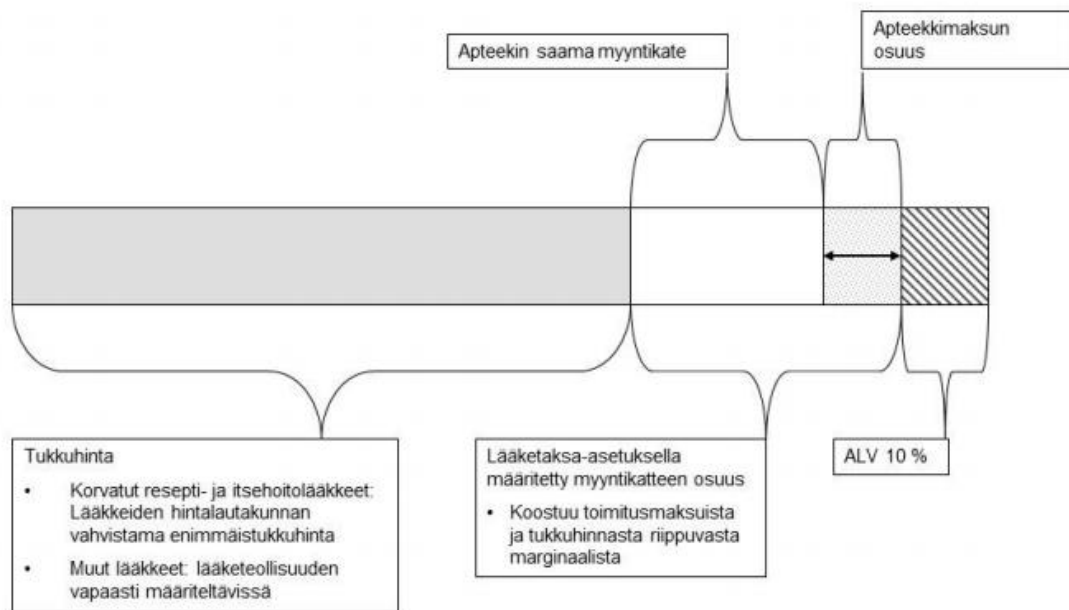 Apteekin saama myyntikate
Apteekkimaksun
osuus
Tukkuhinta
• Korvatut resepti- ja itsehoitolääkkeet:
Lääkkeiden hintalautakunnan
vahvistama enimmäistukkuhinta
• Muut lääkkeet: lääketeollisuuden
vapaasti määriteltävissä
Lääketaksa-asetuksella
määritetty myyntikatteen osuus
• Koostuu toimitusmaksuista
ja tukkuhinnasta riippuvasta
marginaalista
ALV 10 %